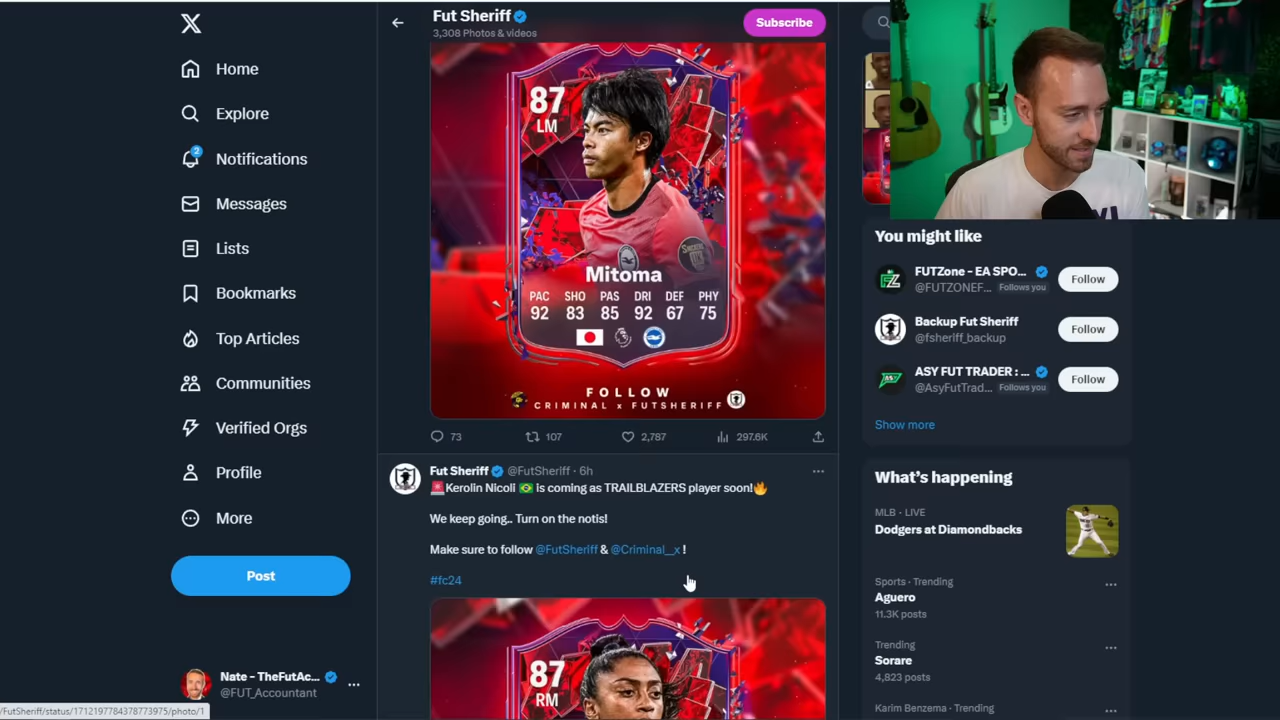 Home
Explore
2
Notifications
Messages
Lists
Bookmarks
Top Articles
Communities
Verified Orgs
Profile
More
Post
Nate - TheFutAc...
@FUT_Accountant
/FutSheriff/status/1712197784378773975/photo/1
Fut Sheriff
3,308 Photos & videos
Subscribe
87
LM
Mitoma
PAC SHO PAS DRI DEF PHY
92 83 85 92 67 75
FOLLOW
CRIMINAL x FUTSHERIFF
73 107 2,787 297.6K
Fut Sheriff @FutSheriff · 6h
🚨Kerolin Nicoli 🇧🇷 is coming as TRAILBLAZERS player soon!🔥
We keep going.. Turn on the notis!
Make sure to follow @FutSheriff & @Criminal__x !
#fc24
87
RM
You might like
FUTZone - EA SPO...
@FUTZONEF... Follows you
Follow
Backup Fut Sheriff
@fsheriff_backup
Follow
ASY FUT TRADER : ...
@AsyFutTrad... Follows you
Follow
Show more
What's happening
MLB · LIVE
Dodgers at Diamondbacks
Sports · Trending
Aguero
11.3K posts
Trending
Sorare
4,823 posts
Karim Benzema · Trending